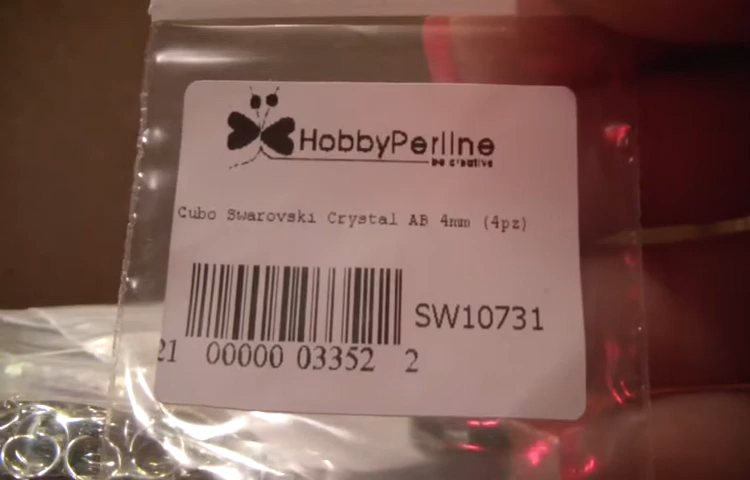 HobbyPerline
be creative
Cubo Swarovski Crystal AB 4mm (4pz)
SW10731
21 00000 03352 2